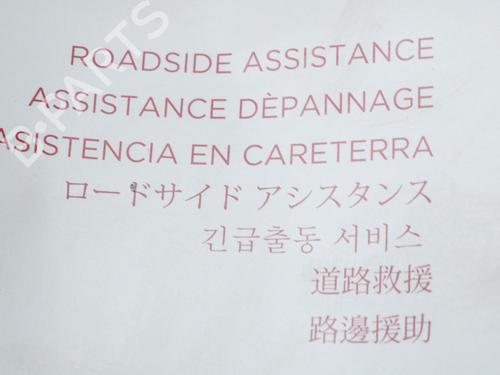 ROADSIDE ASSISTANCE
ASSISTANCE DÈPANNAGE
ASISTENCIA EN CARETERRA
ロードサイド アシスタンス
긴급출동 서비스
道路救援
路邊援助
B-PARTS